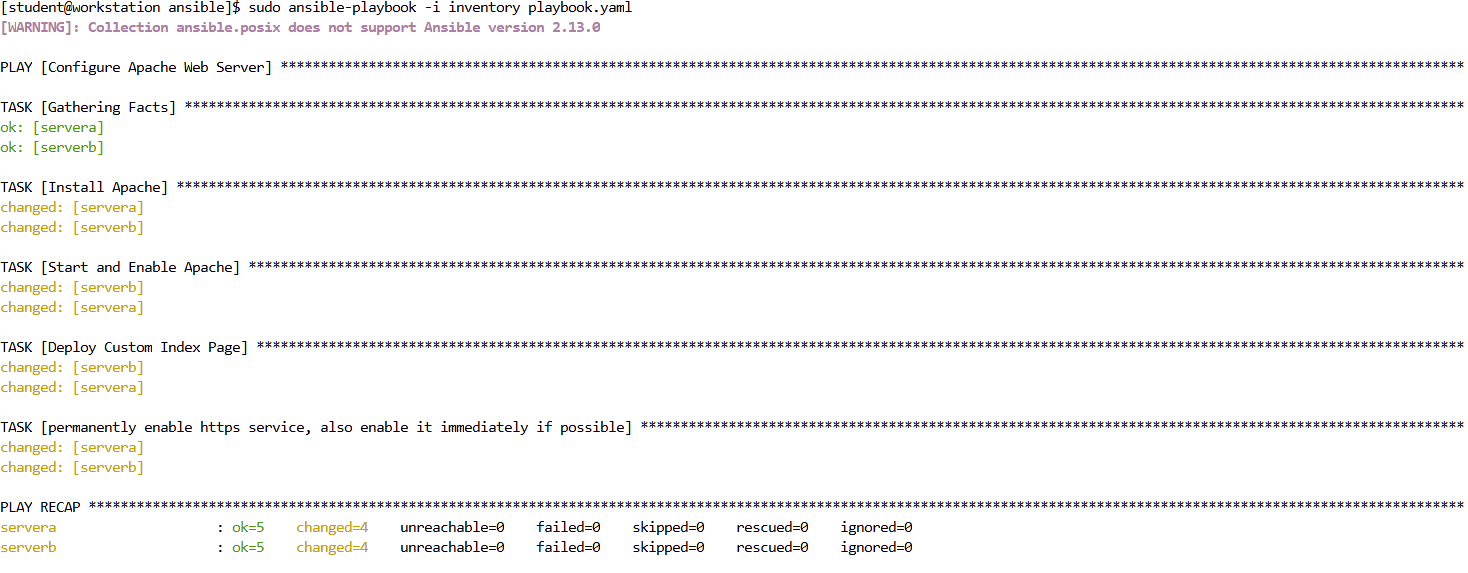 [student@workstation ansible]$ sudo ansible-playbook -i inventory playbook.yaml
[WARNING]: Collection ansible.posix does not support Ansible version 2.13.0
PLAY [Configure Apache Web Server] ****************************************************************************************************************************************************
TASK [Gathering Facts] ****************************************************************************************************************************************************************
ok: [servera]
ok: [serverb]
TASK [Install Apache] *****************************************************************************************************************************************************************
changed: [servera]
changed: [serverb]
TASK [Start and Enable Apache] ********************************************************************************************************************************************************
changed: [serverb]
changed: [servera]
TASK [Deploy Custom Index Page] *******************************************************************************************************************************************************
changed: [serverb]
changed: [servera]
TASK [permanently enable https service, also enable it immediately if possible] *******************************************************************************************************
changed: [servera]
changed: [serverb]
PLAY RECAP ****************************************************************************************************************************************************************************
servera                    : ok=5    changed=4    unreachable=0    failed=0    skipped=0    rescued=0    ignored=0
serverb                    : ok=5    changed=4    unreachable=0    failed=0    skipped=0    rescued=0    ignored=0